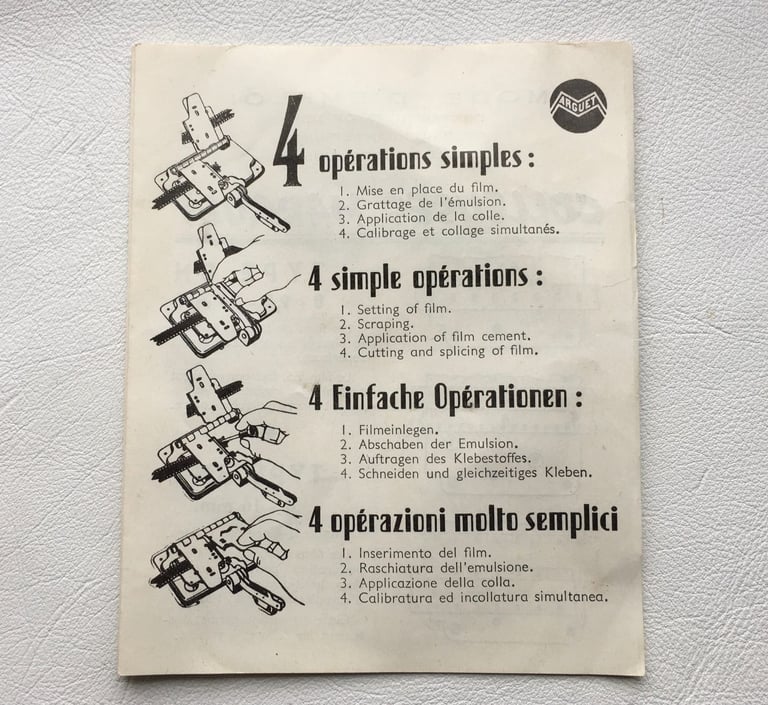 MARGUET
4 opérations simples :
1. Mise en place du film.
2. Grattage de l'émulsion.
3. Application de la colle.
4. Calibrage et collage simultanés.
4 simple opérations :
1. Setting of film.
2. Scraping.
3. Application of film cement.
4. Cutting and splicing of film.
4 Einfache Opérationen :
1. Filmeinlegen.
2. Abschaben der Emulsion.
3. Auftragen des Klebestoffes.
4. Schneiden und gleichzeitiges Kleben.
4 opérazioni molto semplici
1. Inserimento del film.
2. Raschiatura dell'emulsione.
3. Applicazione della colla.
4. Calibratura ed incollatura simultanea.